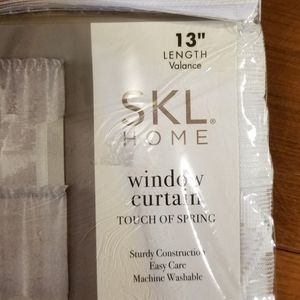 13"
LENGTH
Valance
SKL®
HOME
window
curtain
TOUCH OF SPRING
Sturdy Construction
Easy Care
Machine Washable